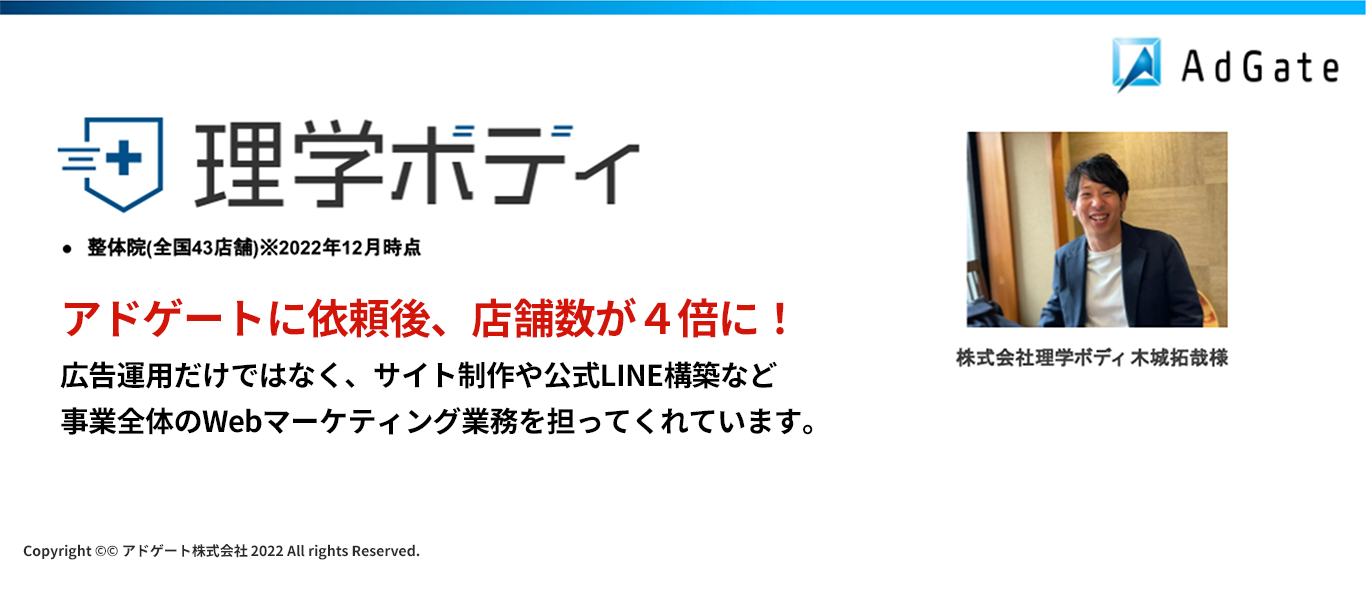 AdGate
理学ボディ
● 整体院(全国43店舗)※2022年12月時点
アドゲートに依頼後、店舗数が４倍に！
広告運用だけではなく、サイト制作や公式LINE構築など
事業全体のWebマーケティング業務を担ってくれています。
株式会社理学ボディ 木城拓哉様
Copyright ©© アドゲート株式会社 2022 All rights Reserved.